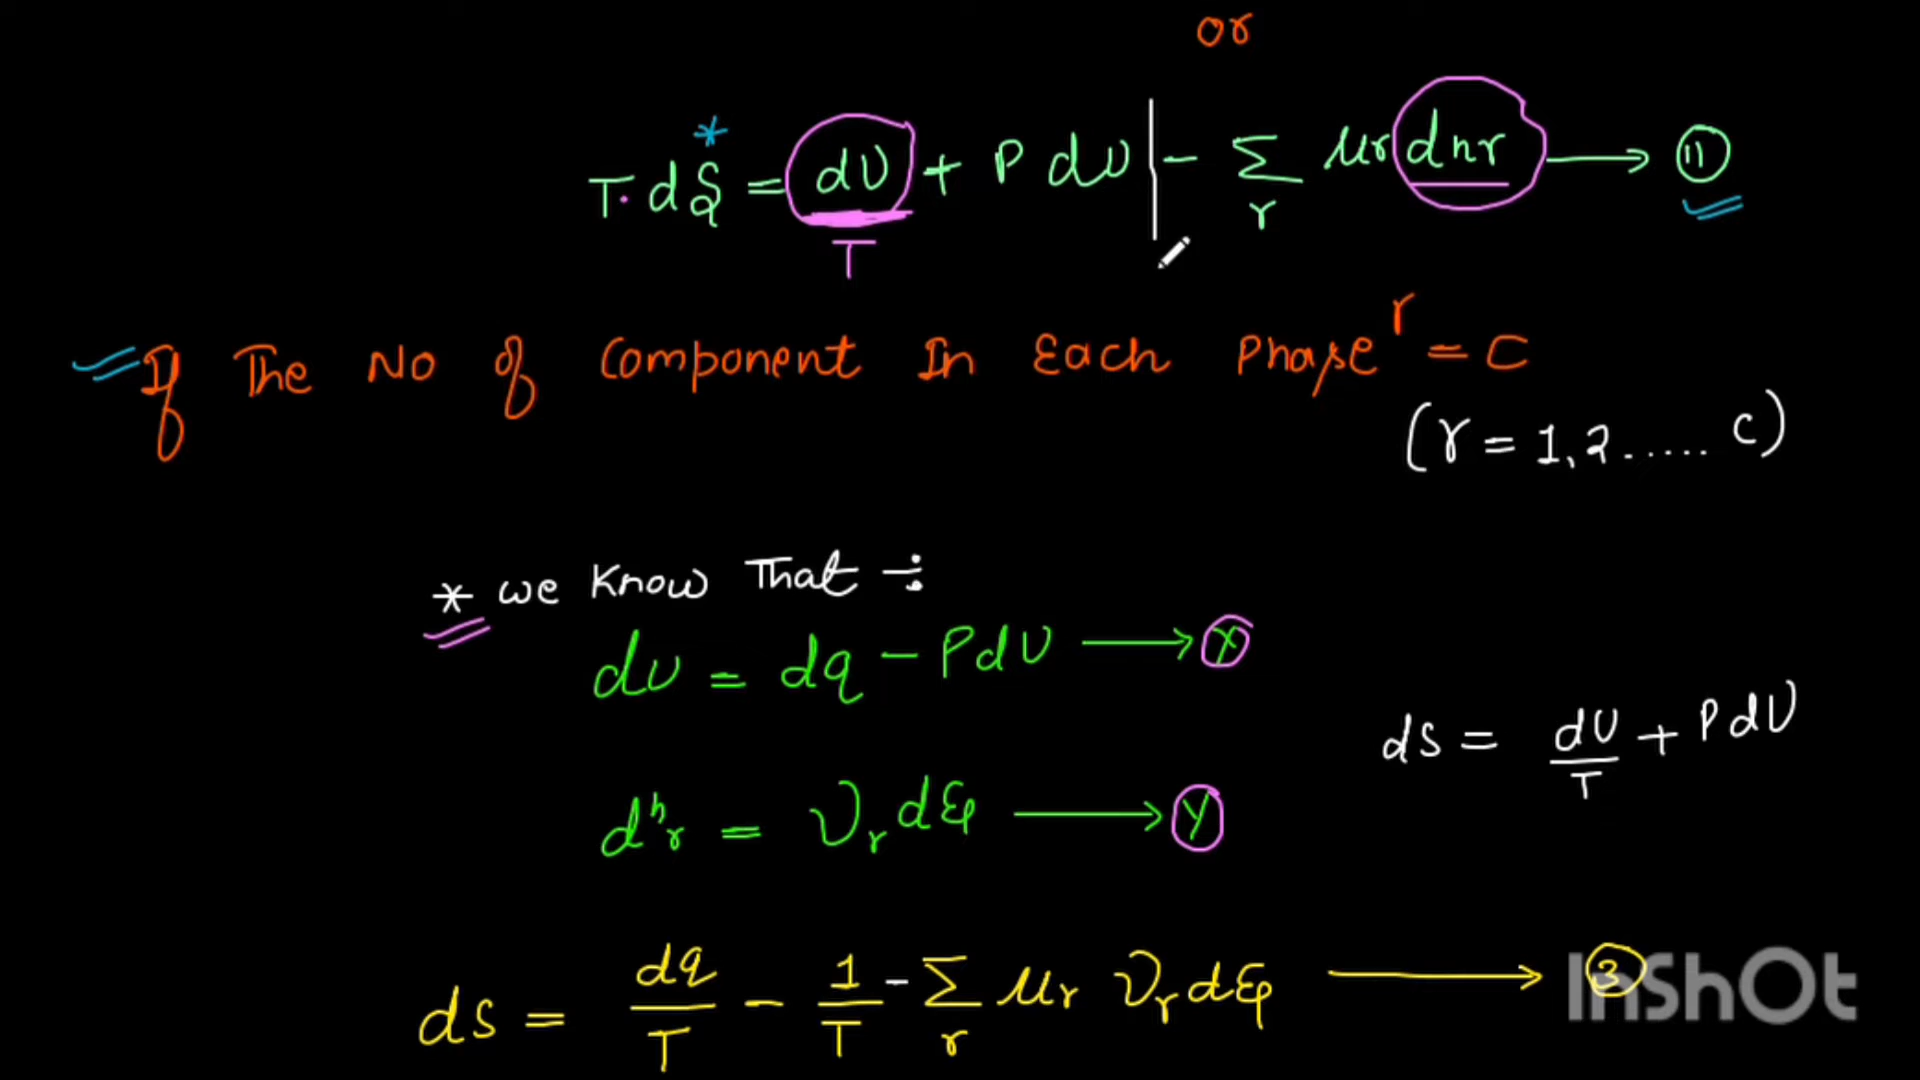 or
T. dS* = dU + P dV - Σ μr dnr → 11
T r
If The No of Component In Each Phase r = C
(r = 1, 2 ..... C)
* we Know That ÷
dU = dq - PdV → X
dS = dU/T + PdV
dnr = νr dξ → Y
dS = dq/T - 1/T - Σ μr νr dξ → 3
r
InShOt